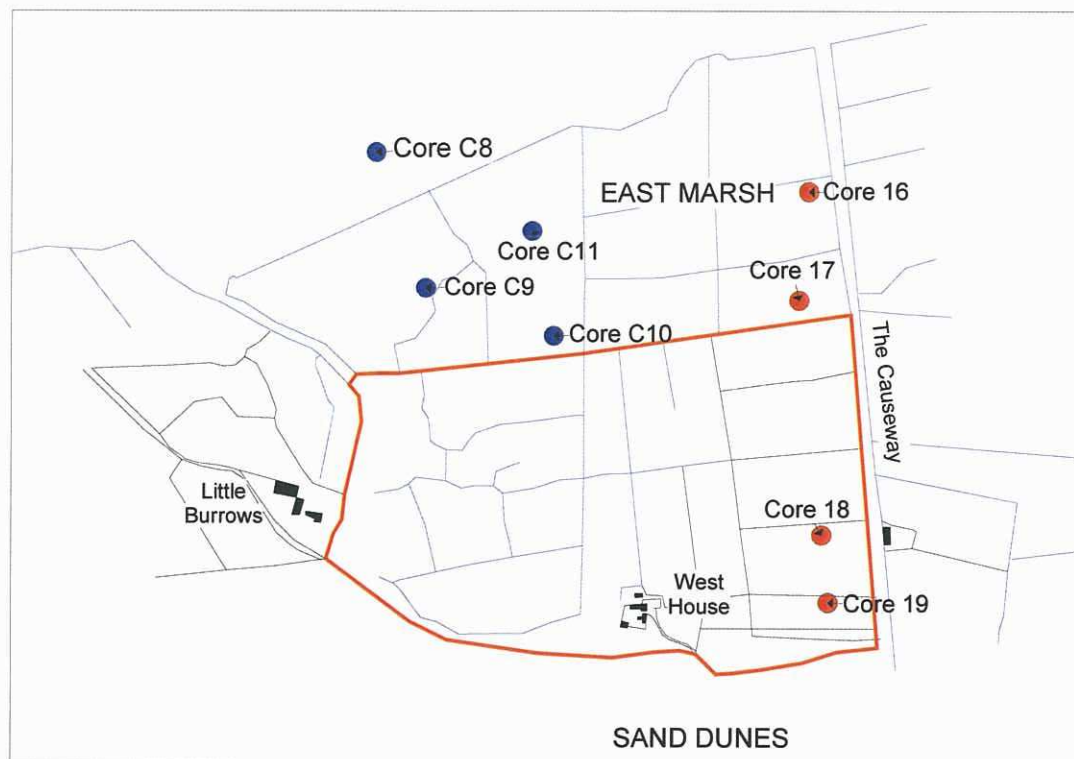 Core C8
EAST MARSH
Core 16
Core C11
Core 17
Core C9
Core C10
The Causeway
Little
Burrows
Core 18
West
House
Core 19
SAND DUNES